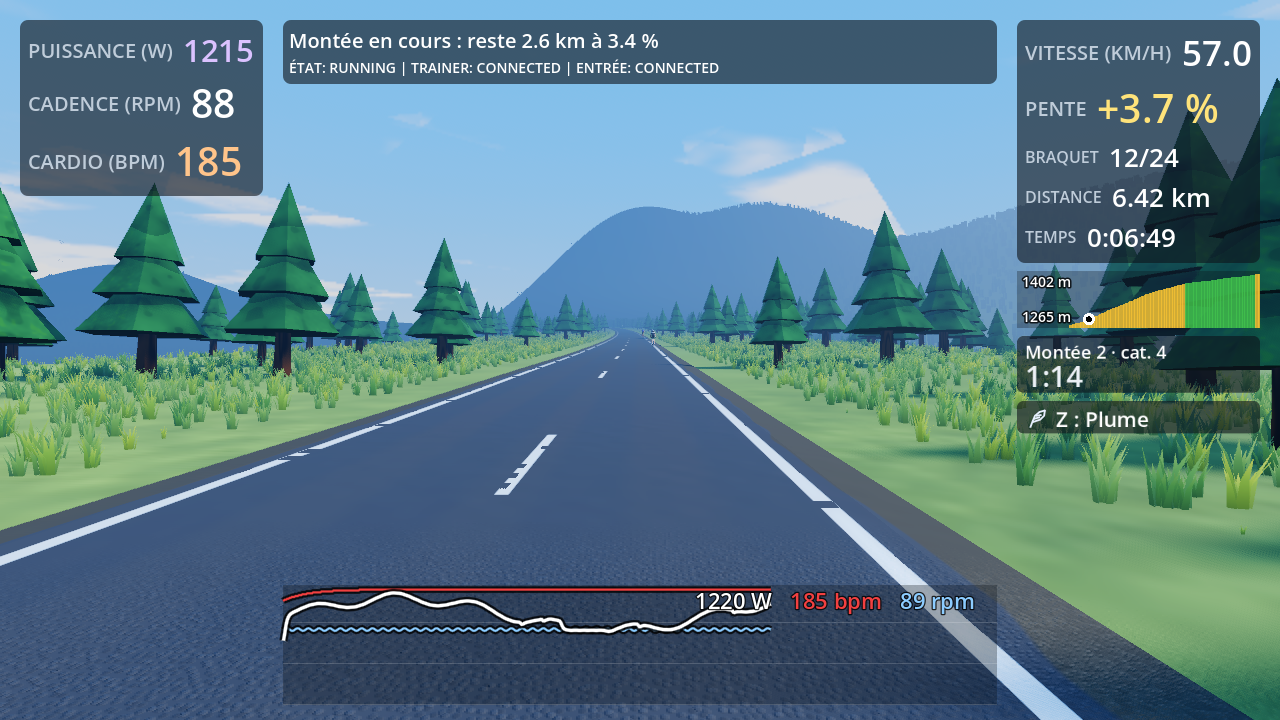 PUISSANCE (W) 1215
CADENCE (RPM) 88
CARDIO (BPM) 185
Montée en cours : reste 2.6 km à 3.4 %
ÉTAT: RUNNING | TRAINER: CONNECTED | ENTRÉE: CONNECTED
VITESSE (KM/H) 57.0
PENTE +3.7 %
BRAQUET 12/24
DISTANCE 6.42 km
TEMPS 0:06:49
1402 m
1265 m
Montée 2 · cat. 4
1:14
Z : Plume
1220 W 185 bpm 89 rpm